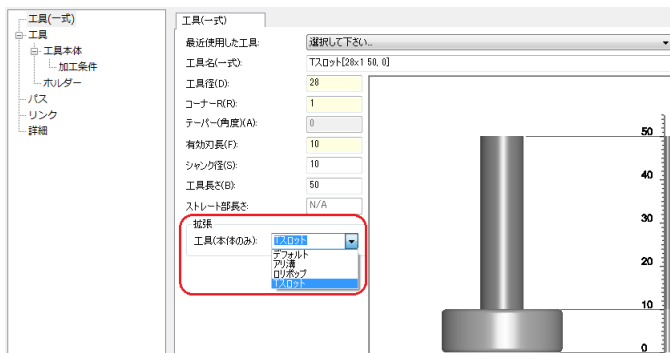 工具(一式)
工具
工具本体
加工条件
ホルダー
パス
リンク
詳細
工具(一式)
最近使用した工具: 選択して下さい..
工具名(一式): Tスロット[28x1 50, 0]
工具径(D): 28
コーナーR(R): 1
テーパー(角度)(A): 0
有効刃長(F): 10
シャンク径(S): 10
工具長さ(B): 50
ストレート部長さ: N/A
拡張
工具(本体のみ): Tスロット
デフォルト
アリ溝
ロリポップ
Tスロット
50
40
30
20
10
0